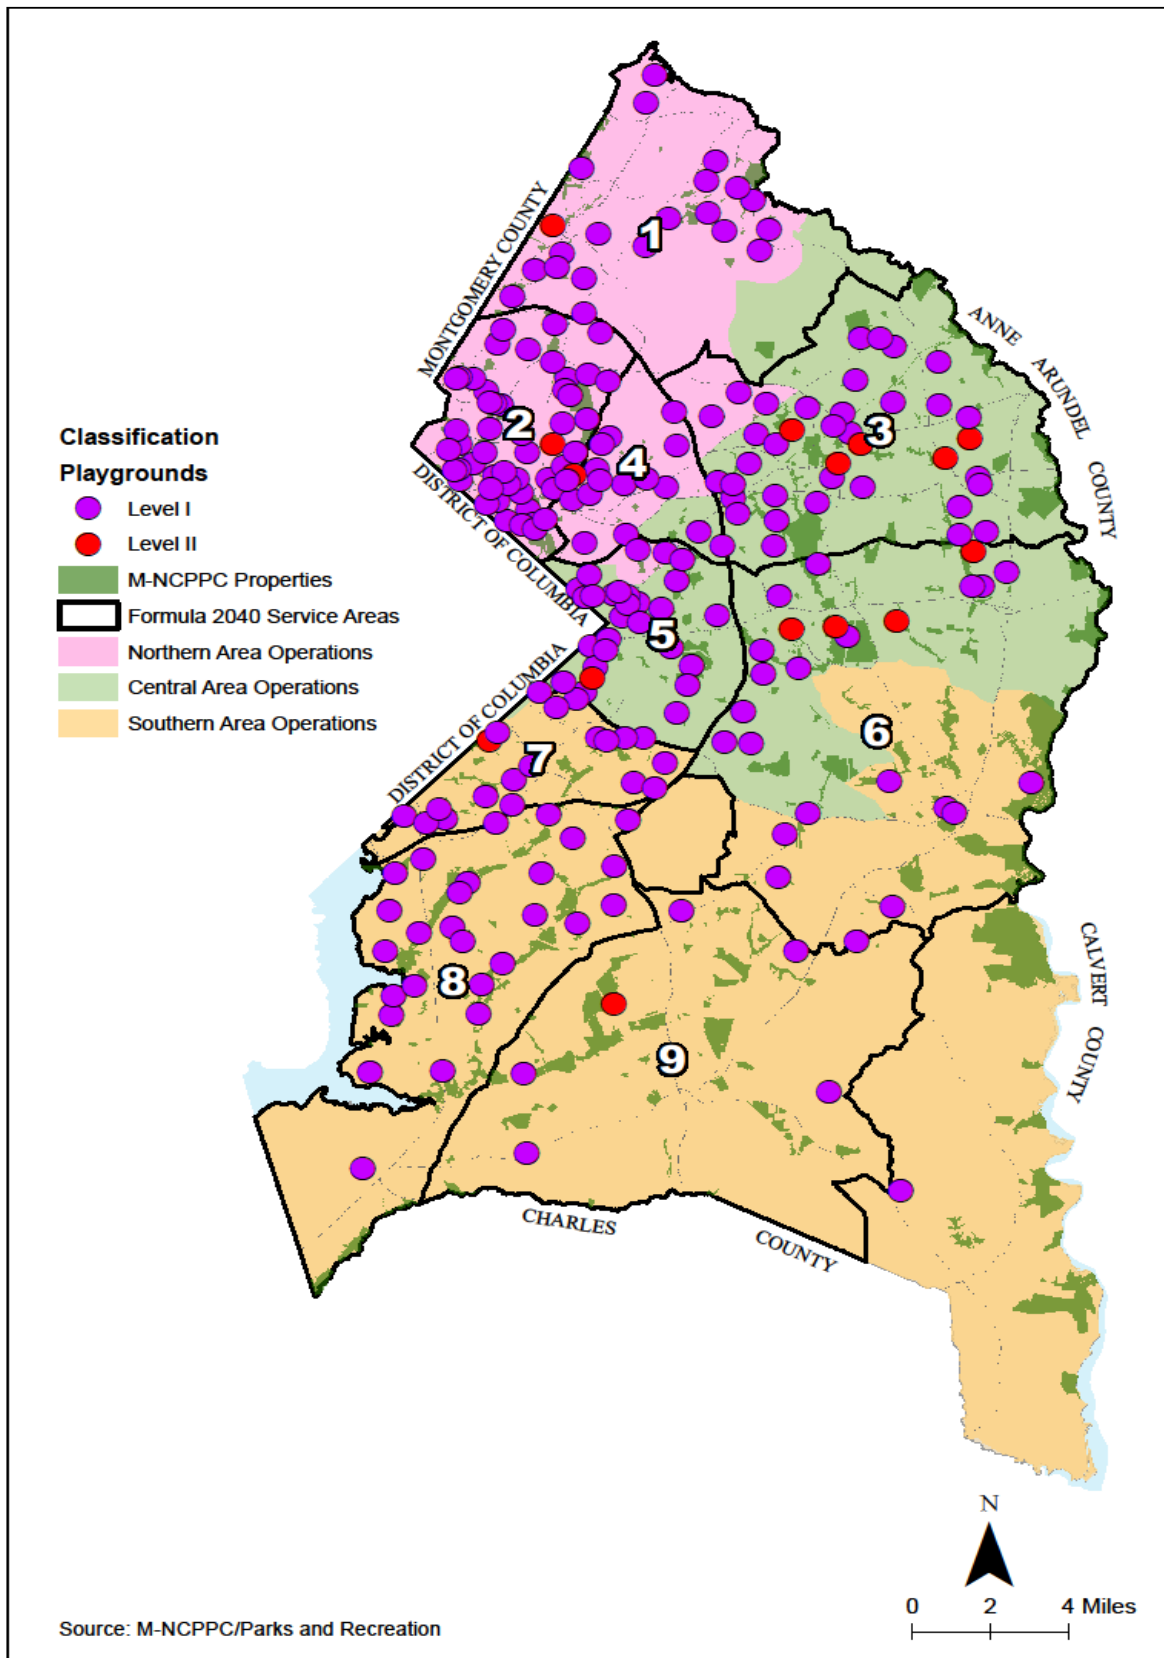 MONTGOMERY COUNTY
1
ANNE ARUNDEL COUNTY
2
3
4
Classification
Playgrounds
Level I
Level II
M-NCPPC Properties
Formula 2040 Service Areas
Northern Area Operations
Central Area Operations
Southern Area Operations
DISTRICT OF COLUMBIA
5
DISTRICT OF COLUMBIA
6
7
8
9
CALVERT COUNTY
CHARLES COUNTY
N
0 2 4 Miles
Source: M-NCPPC/Parks and Recreation